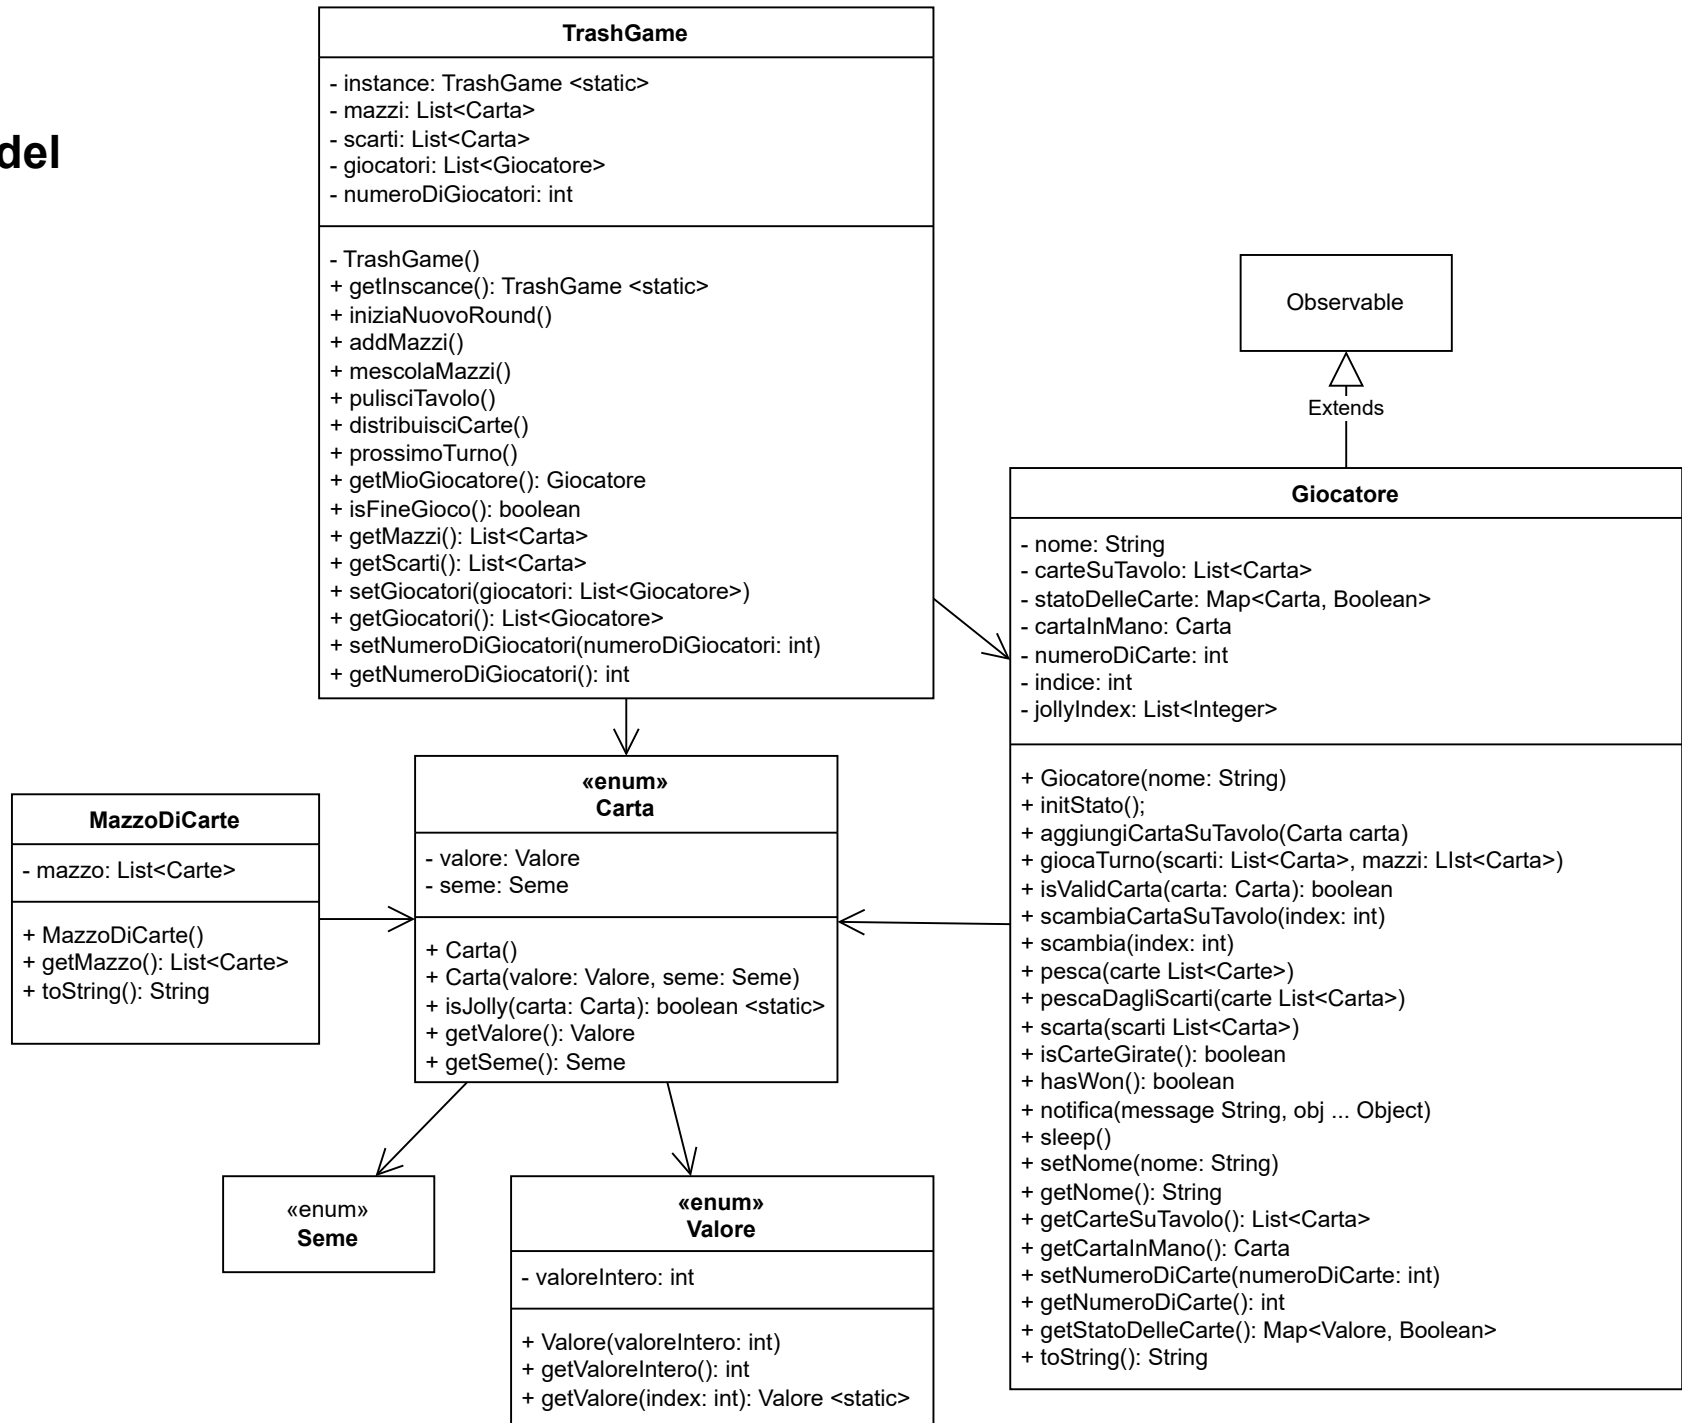 del
TrashGame
- instance: TrashGame <static>
- mazzi: List<Carta>
- scarti: List<Carta>
- giocatori: List<Giocatore>
- numeroDiGiocatori: int
- TrashGame()
+ getInscance(): TrashGame <static>
+ iniziaNuovoRound()
+ addMazzi()
+ mescolaMazzi()
+ pulisciTavolo()
+ distribuisciCarte()
+ prossimoTurno()
+ getMioGiocatore(): Giocatore
+ isFineGioco(): boolean
+ getMazzi(): List<Carta>
+ getScarti(): List<Carta>
+ setGiocatori(giocatori: List<Giocatore>)
+ getGiocatori(): List<Giocatore>
+ setNumeroDiGiocatori(numeroDiGiocatori: int)
+ getNumeroDiGiocatori(): int
Observable
Extends
Giocatore
- nome: String
- carteSuTavolo: List<Carta>
- statoDelleCarte: Map<Carta, Boolean>
- cartaInMano: Carta
- numeroDiCarte: int
- indice: int
- jollyIndex: List<Integer>
+ Giocatore(nome: String)
+ initStato();
+ aggiungiCartaSuTavolo(Carta carta)
+ giocaTurno(scarti: List<Carta>, mazzi: LIst<Carta>)
+ isValidCarta(carta: Carta): boolean
+ scambiaCartaSuTavolo(index: int)
+ scambia(index: int)
+ pesca(carte List<Carte>)
+ pescaDagliScarti(carte List<Carta>)
+ scarta(scarti List<Carta>)
+ isCarteGirate(): boolean
+ hasWon(): boolean
+ notifica(message String, obj ... Object)
+ sleep()
+ setNome(nome: String)
+ getNome(): String
+ getCarteSuTavolo(): List<Carta>
+ getCartaInMano(): Carta
+ setNumeroDiCarte(numeroDiCarte: int)
+ getNumeroDiCarte(): int
+ getStatoDelleCarte(): Map<Valore, Boolean>
+ toString(): String
MazzoDiCarte
- mazzo: List<Carte>
+ MazzoDiCarte()
+ getMazzo(): List<Carte>
+ toString(): String
«enum»
Carta
- valore: Valore
- seme: Seme
+ Carta()
+ Carta(valore: Valore, seme: Seme)
+ isJolly(carta: Carta): boolean <static>
+ getValore(): Valore
+ getSeme(): Seme
«enum»
Seme
«enum»
Valore
- valoreIntero: int
+ Valore(valoreIntero: int)
+ getValoreIntero(): int
+ getValore(index: int): Valore <static>